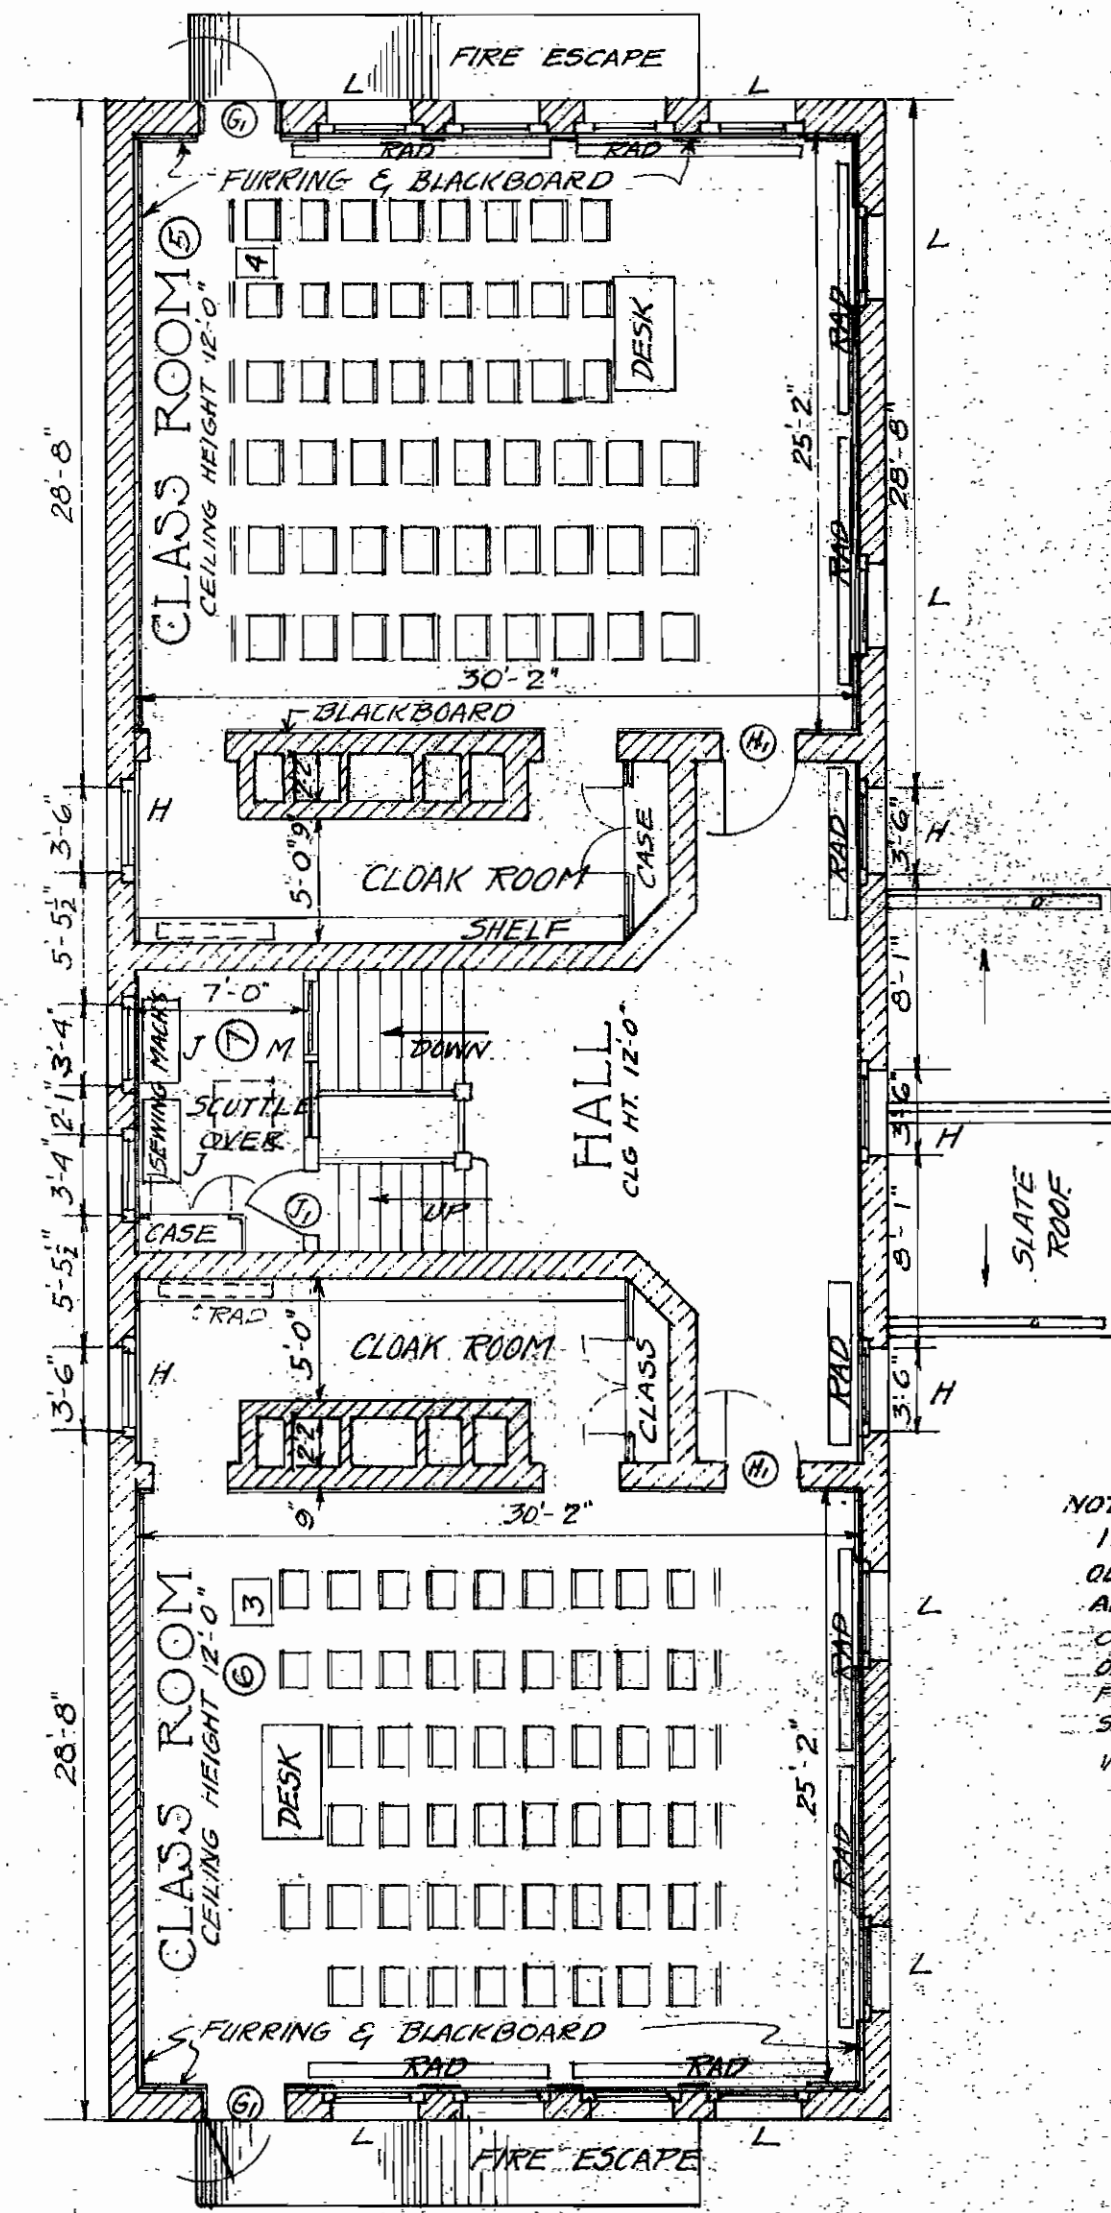 FIRE ESCAPE
L
L
G1
RAD
RAD
FURRING & BLACKBOARD
CLASS ROOM 5
CEILING HEIGHT 12'-0"
4
DESK
L
RAD
28'-8"
25'-2"
28'-8"
RAD
L
30'-2"
BLACKBOARD
H1
2'-2"
H
3'-6"
9"
CASE
RAD
3'-6"
H
CLOAK ROOM
5'-0"
SHELF
5'-5½"
7'-0"
8'-1"
SEWING MACH'S
J
7
M
DOWN
3'-4"
HALL
CLG HT. 12'-0"
SCUTTLE
OVER
2'-1"
SEWING
J
3'-6"
H
3'-4"
J1
UP
CASE
SLATE
ROOF
8'-1"
5'-5½"
RAD
5'-0"
CLOAK ROOM
CLASS
RAD
H
3'-6"
3'-6"
H
2'2
H1
9"
30'-2"
CLASS ROOM
CEILING HEIGHT 12'-0"
3
6
L
RAD
28'-8"
DESK
25'-2"
RAD
L
FURRING & BLACKBOARD
RAD
RAD
G1
L
L
FIRE ESCAPE